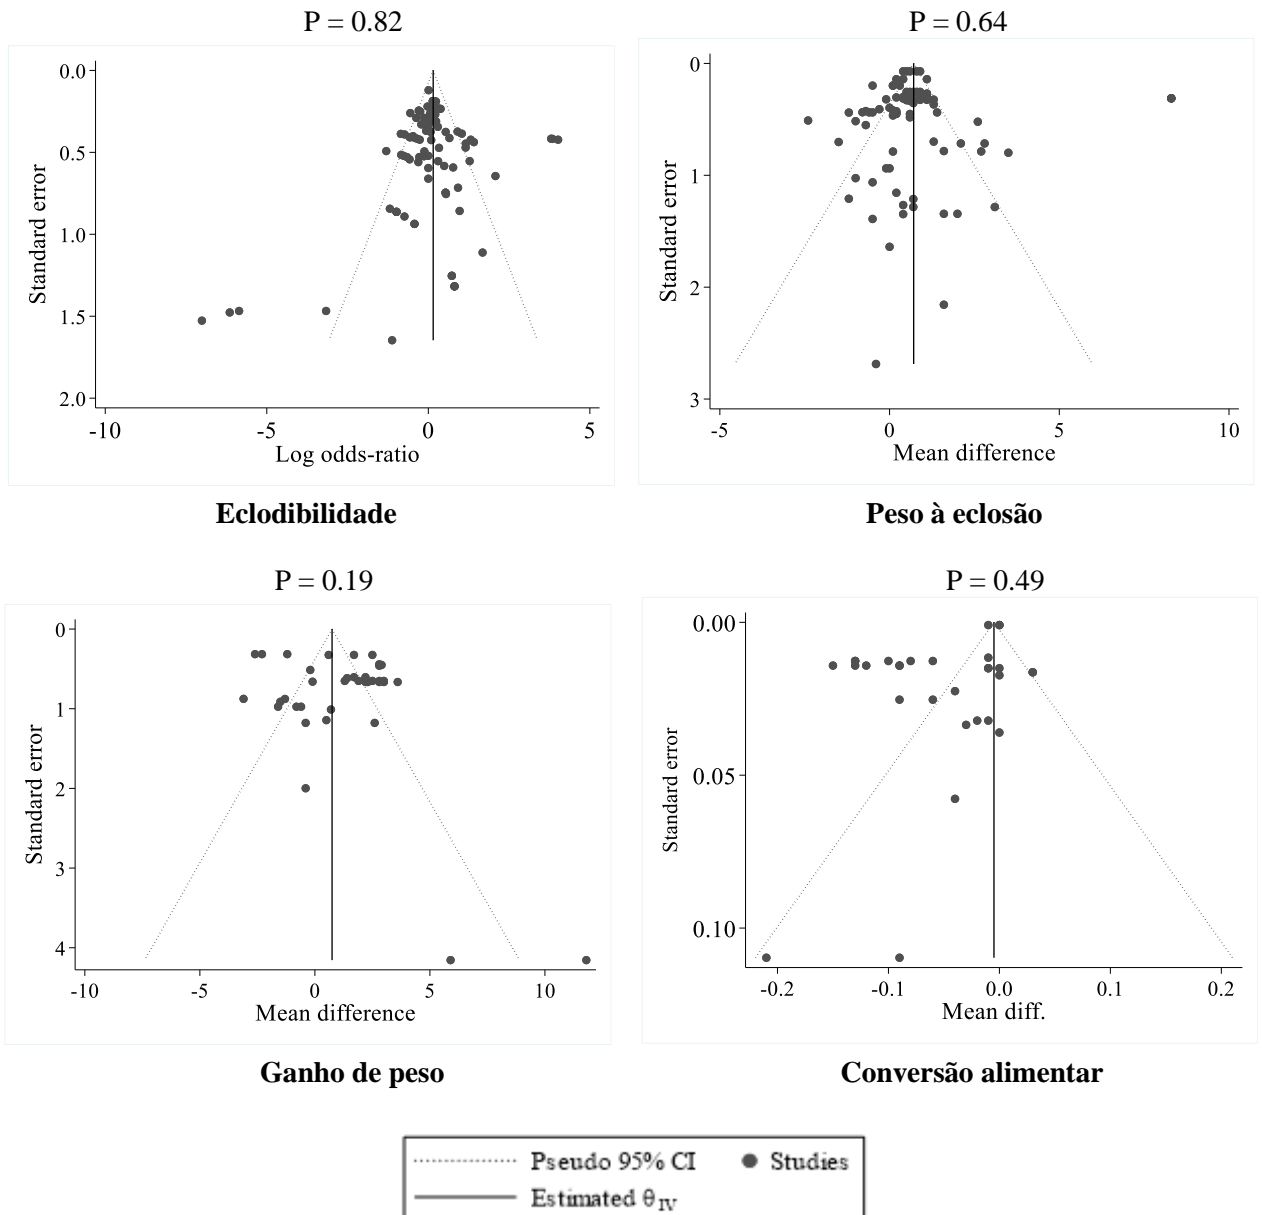 P = 0.82
0.0
0.5
1.0
1.5
2.0
Standard error
-10
-5
0
5
Log odds-ratio
Eclodibilidade
P = 0.64
0
1
2
3
Standard error
-5
0
5
10
Mean difference
Peso à eclosão
P = 0.19
0
1
2
3
4
Standard error
-10
-5
0
5
10
Mean difference
Ganho de peso
P = 0.49
0.00
0.05
0.10
Standard error
-0.2
-0.1
0.0
0.1
0.2
Mean diff.
Conversão alimentar
Pseudo 95% CI
Studies
Estimated θIV